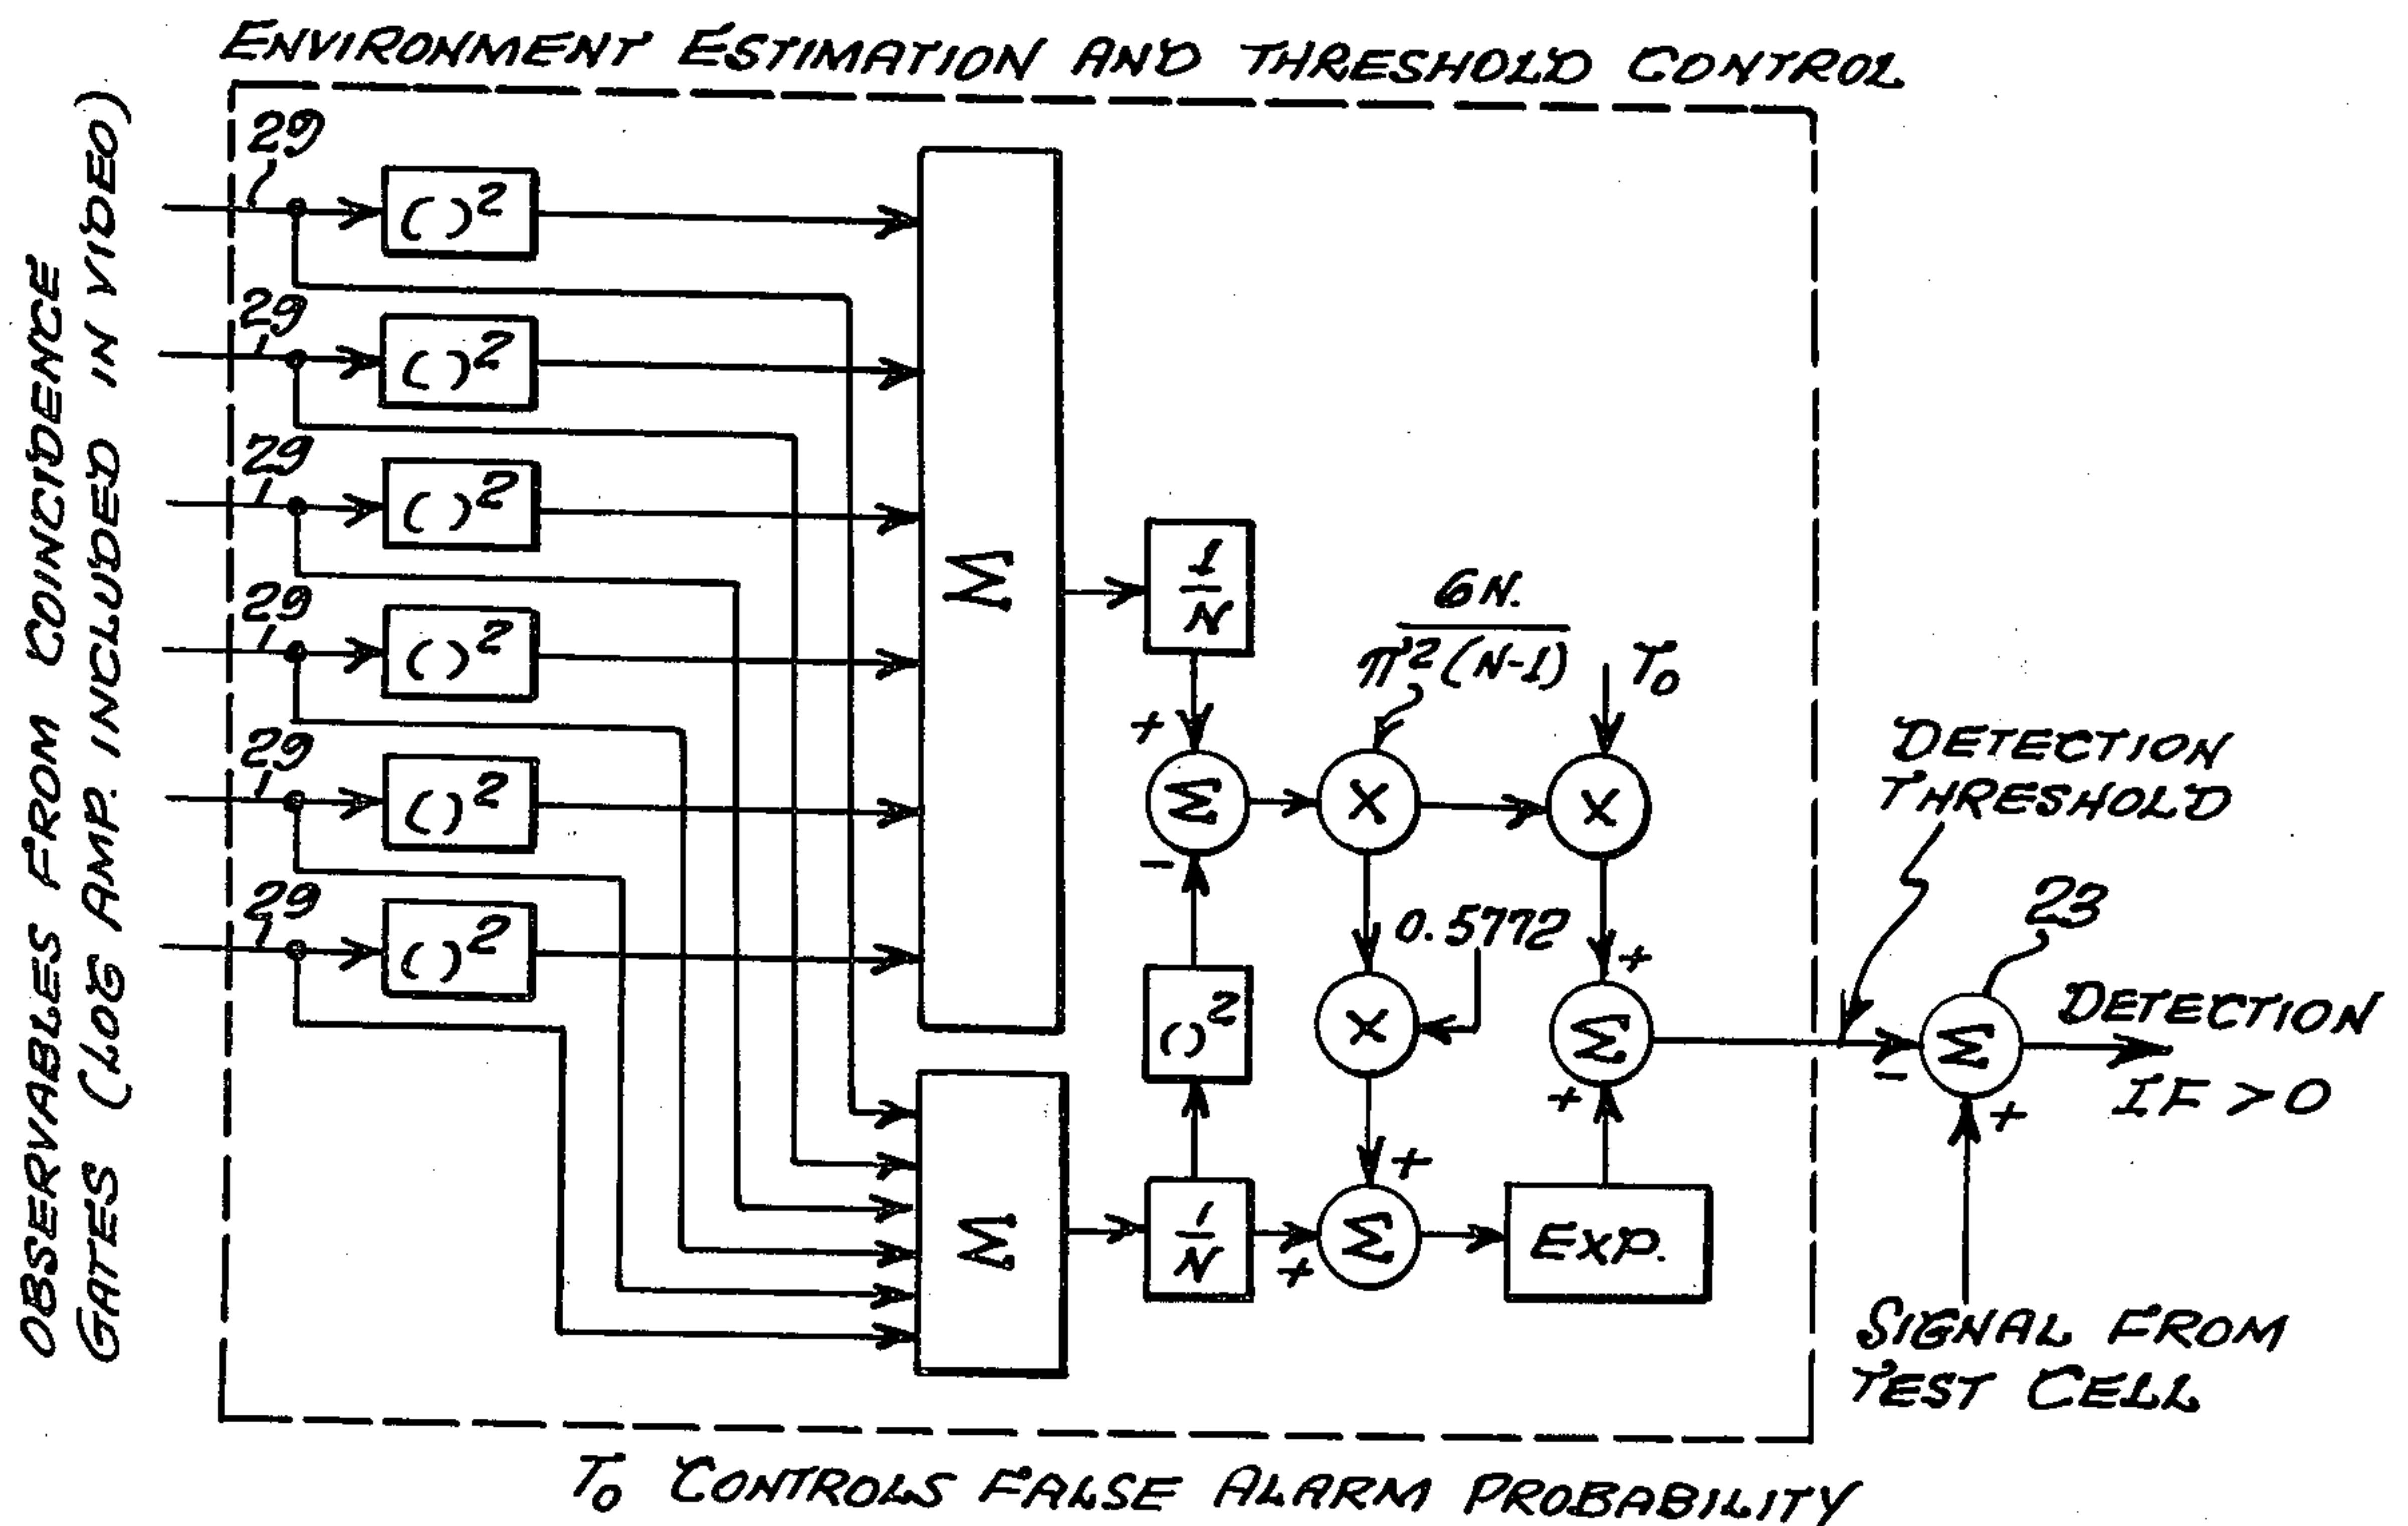 ENVIRONMENT ESTIMATION AND THRESHOLD CONTROL
OBSERVABLES FROM COINCIDENCE
GATES (LOG AMP. INCLUDED IN VIDEO)
29
( )²
29
( )²
29
( )²
29
( )²
29
( )²
29
( )²
Σ
Σ
1/N
6N.
π²(N-1)
T₀
+
Σ
X
X
-
DETECTION
THRESHOLD
( )²
0.5772
X
+
Σ
+
23
-
Σ
+
DETECTION
IF > 0
1/N
+
+
Σ
EXP.
SIGNAL FROM
TEST CELL
T₀ CONTROLS FALSE ALARM PROBABILITY